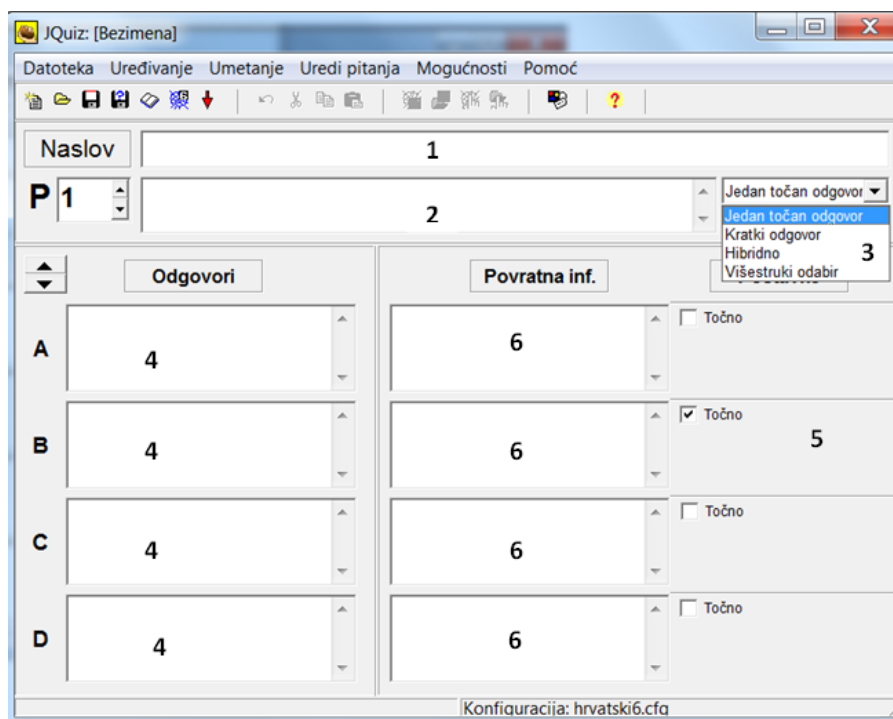 JQuiz: [Bezimena]
Datoteka Uređivanje Umetanje Uredi pitanja Mogućnosti Pomoć
Naslov 1
P 1 2 Jedan točan odgovor
Jedan točan odgovor
Kratki odgovor
Hibridno 3
Višestruki odabir
Odgovori Povratna inf.
A 4 6 Točno
B 4 6 Točno 5
C 4 6 Točno
D 4 6 Točno
Konfiguracija: hrvatski6.cfg